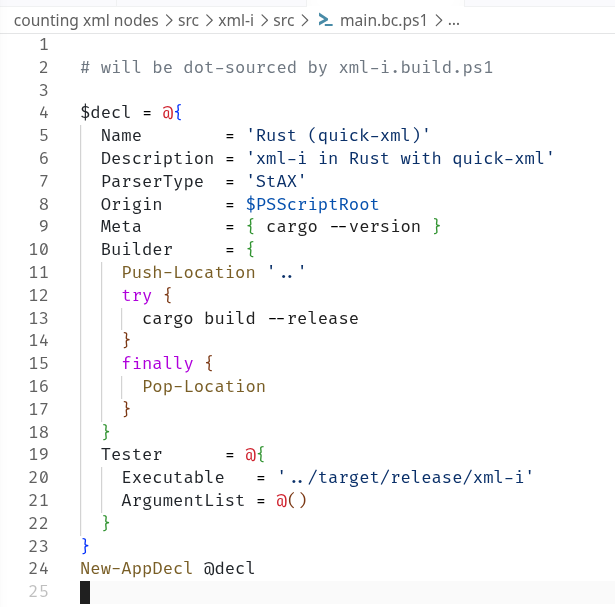 counting xml nodes > src > xml-i > src > main.bc.ps1 > ...
1
2 # will be dot-sourced by xml-i.build.ps1
3
4 $decl = @{
5   Name        = 'Rust (quick-xml)'
6   Description = 'xml-i in Rust with quick-xml'
7   ParserType  = 'StAX'
8   Origin      = $PSScriptRoot
9   Meta        = { cargo --version }
10   Builder     = {
11     Push-Location '..'
12     try {
13       cargo build --release
14     }
15     finally {
16       Pop-Location
17     }
18   }
19   Tester      = @{
20     Executable   = '../target/release/xml-i'
21     ArgumentList = @()
22   }
23 }
24 New-AppDecl @decl
25